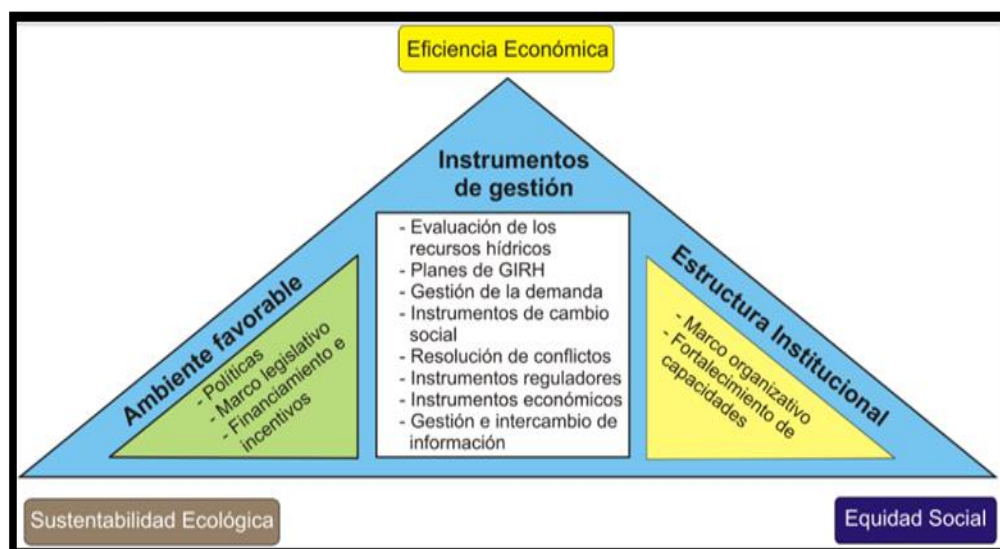 Eficiencia Económica
Instrumentos
de gestión
- Evaluación de los
recursos hídricos
- Planes de GIRH
- Gestión de la demanda
- Instrumentos de cambio
social
- Resolución de conflictos
- Instrumentos reguladores
- Instrumentos económicos
- Gestión e intercambio de
información
Ambiente favorable
- Políticas
- Marco legislativo
- Financiamiento e
incentivos
Estructura Institucional
- Marco organizativo
- Fortalecimiento de
capacidades
Sustentabilidad Ecológica
Equidad Social